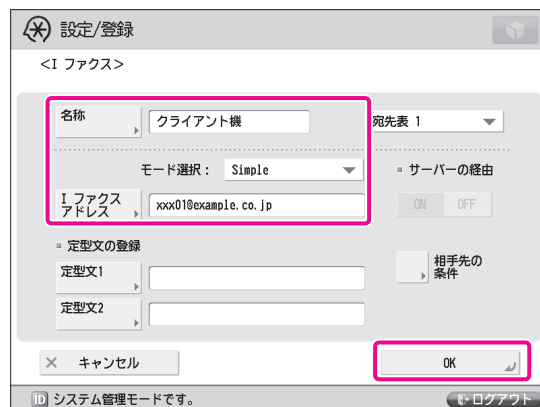 設定/登録
<I ファクス>
名称
クライアント機
宛先表 1
モード選択： Simple
サーバーの経由
I ファクス
アドレス
xxx01@example.co.jp
ON OFF
定型文の登録
定型文1
相手先の
条件
定型文2
× キャンセル
OK
ID システム管理モードです。
ログアウト